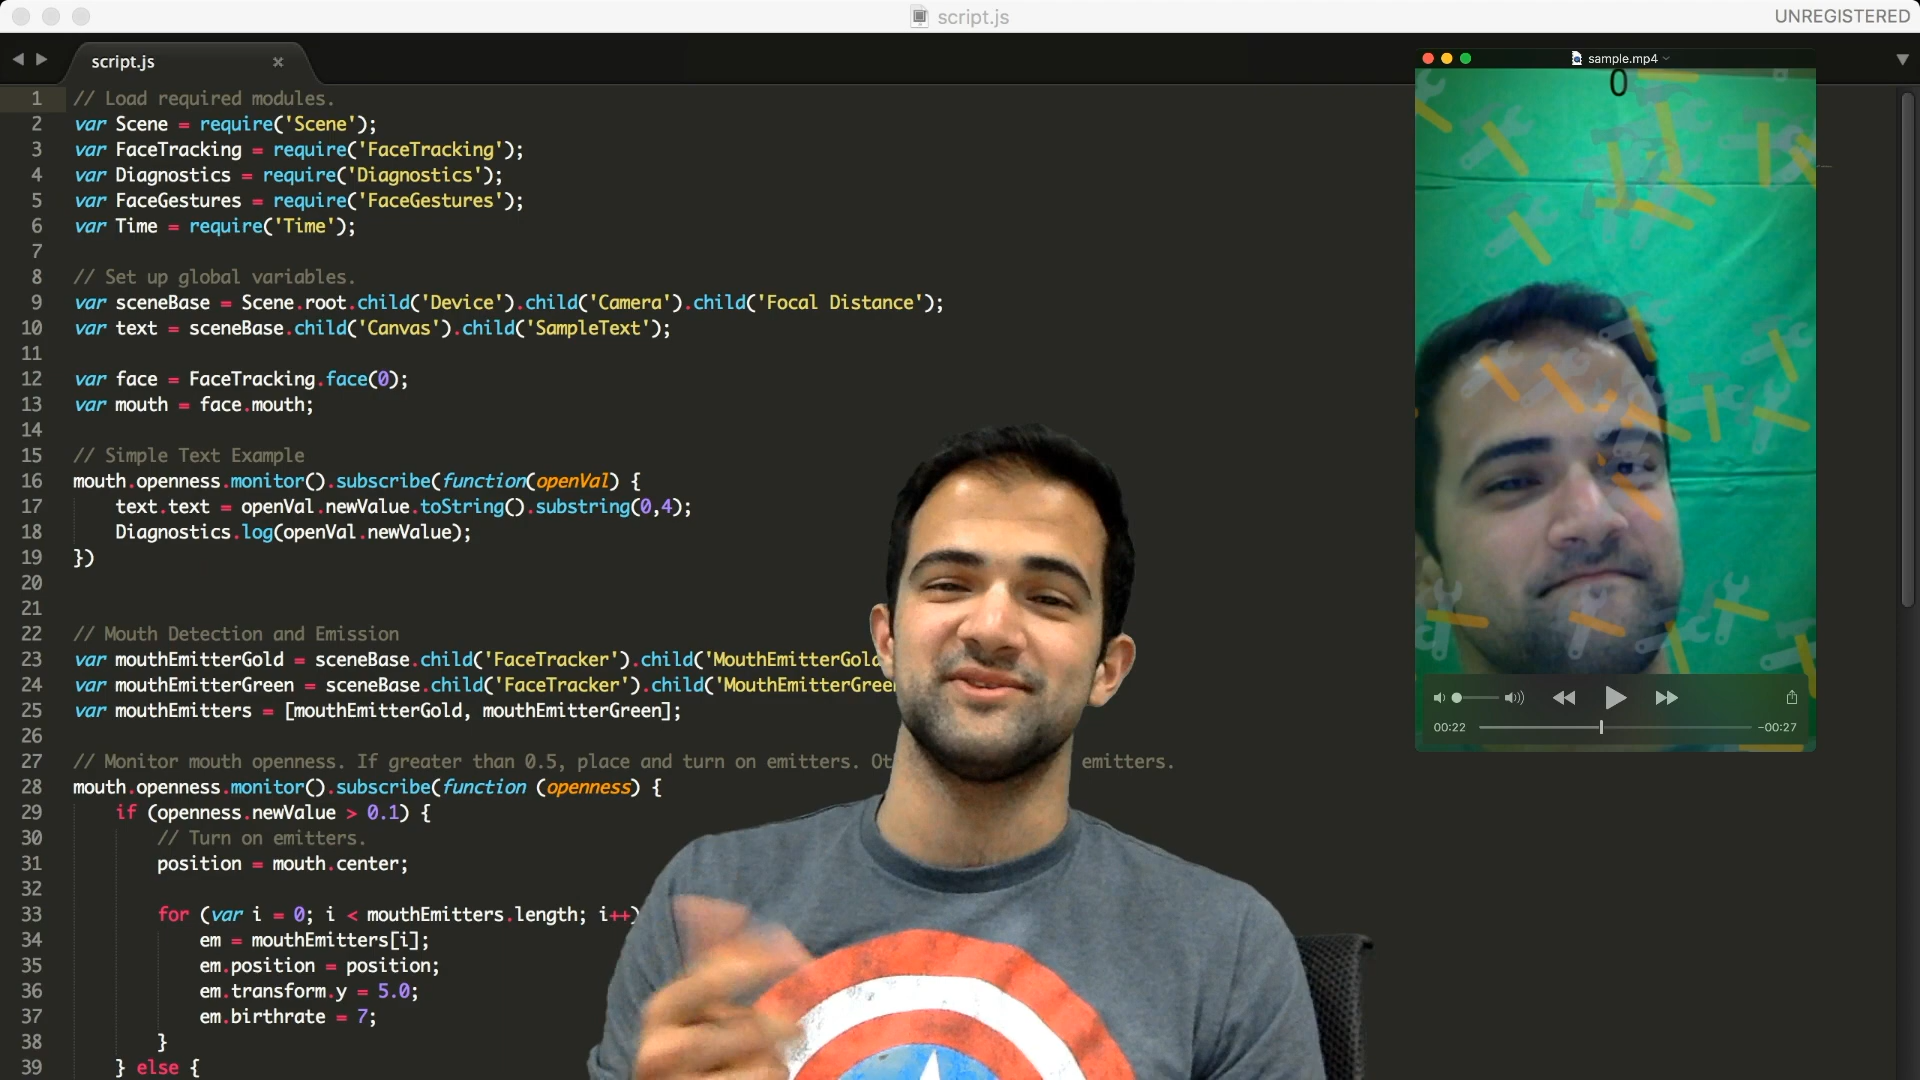 script.js
UNREGISTERED
script.js
sample.mp4
0
00:22
-00:27
1 // Load required modules.
2 var Scene = require('Scene');
3 var FaceTracking = require('FaceTracking');
4 var Diagnostics = require('Diagnostics');
5 var FaceGestures = require('FaceGestures');
6 var Time = require('Time');
7
8 // Set up global variables.
9 var sceneBase = Scene.root.child('Device').child('Camera').child('Focal Distance');
10 var text = sceneBase.child('Canvas').child('SampleText');
11
12 var face = FaceTracking.face(0);
13 var mouth = face.mouth;
14
15 // Simple Text Example
16 mouth.openness.monitor().subscribe(function(openVal) {
17 text.text = openVal.newValue.toString().substring(0,4);
18 Diagnostics.log(openVal.newValue);
19 })
20
21
22 // Mouth Detection and Emission
23 var mouthEmitterGold = sceneBase.child('FaceTracker').child('MouthEmitterGold
24 var mouthEmitterGreen = sceneBase.child('FaceTracker').child('MouthEmitterGreen
25 var mouthEmitters = [mouthEmitterGold, mouthEmitterGreen];
26
27 // Monitor mouth openness. If greater than 0.5, place and turn on emitters. emitters.
28 mouth.openness.monitor().subscribe(function (openness) {
29 if (openness.newValue > 0.1) {
30 // Turn on emitters.
31 position = mouth.center;
32
33 for (var i = 0; i < mouthEmitters.length; i++)
34 em = mouthEmitters[i];
35 em.position = position;
36 em.transform.y = 5.0;
37 em.birthrate = 7;
38 }
39 } else {